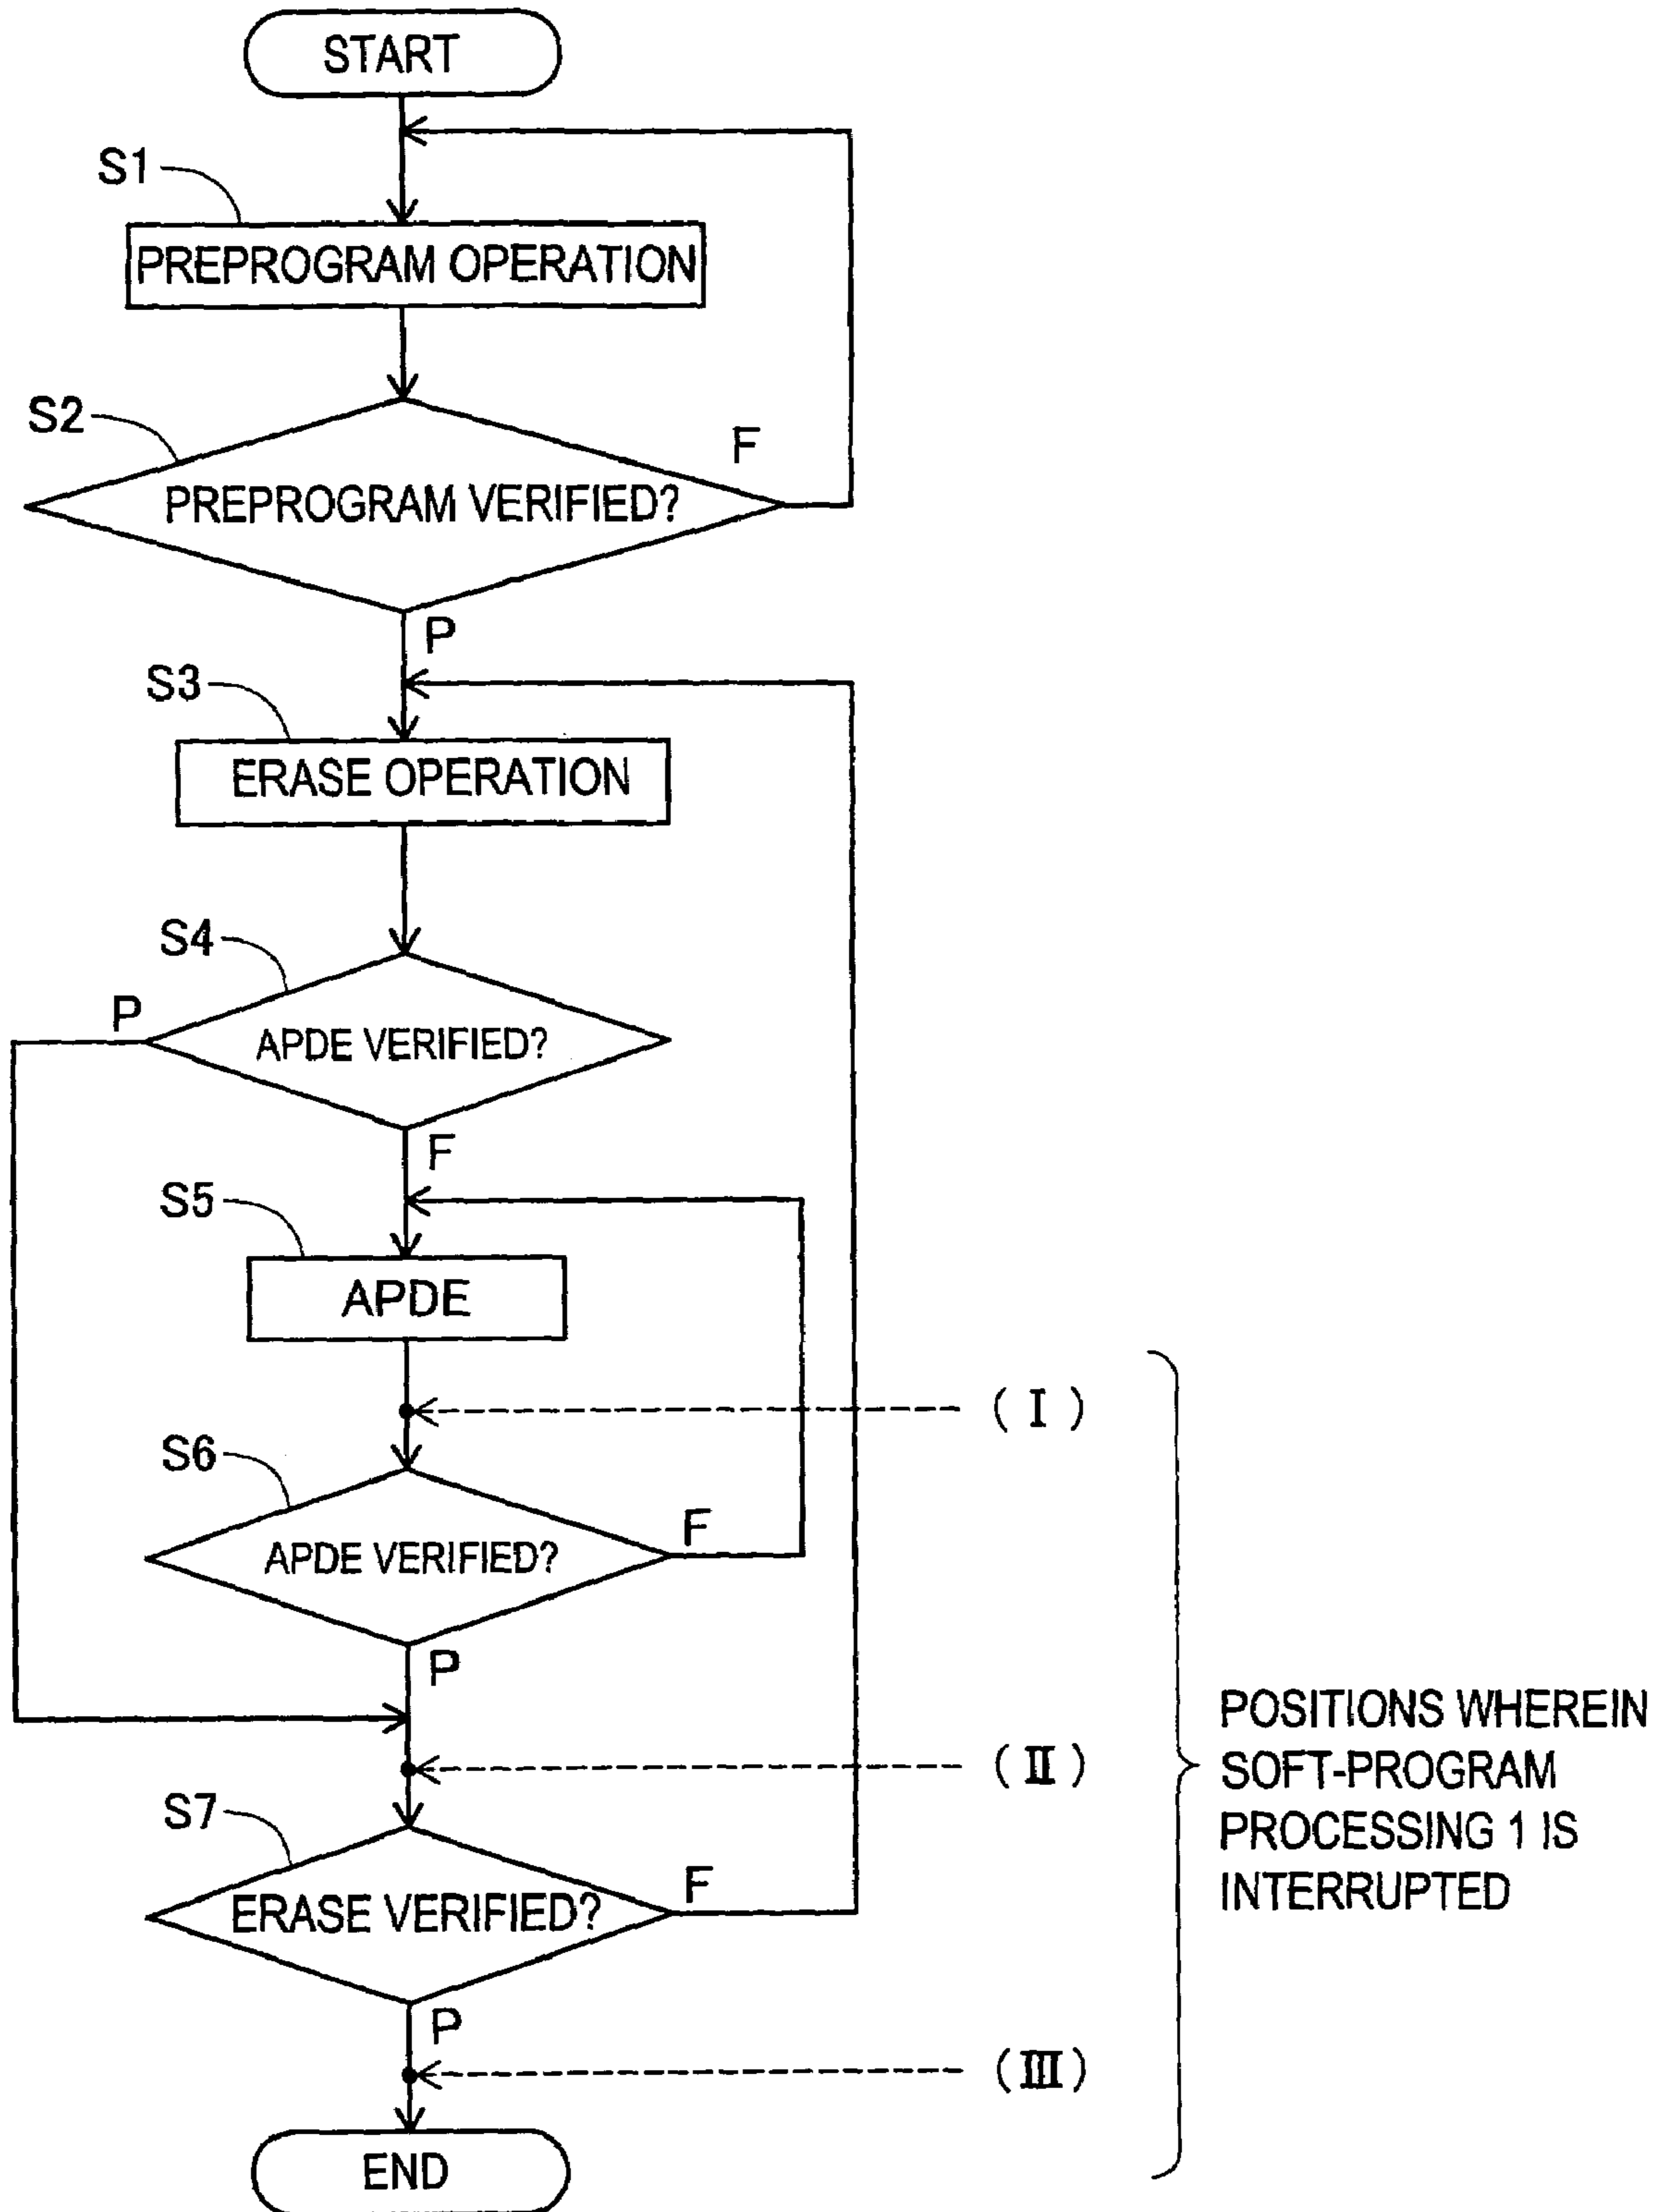 START
S1
PREPROGRAM OPERATION
S2
F
PREPROGRAM VERIFIED?
P
S3
ERASE OPERATION
S4
P
APDE VERIFIED?
F
S5
APDE
(I)
S6
F
APDE VERIFIED?
P
(II)
POSITIONS WHEREIN
SOFT-PROGRAM
PROCESSING 1 IS
INTERRUPTED
S7
F
ERASE VERIFIED?
P
(III)
END